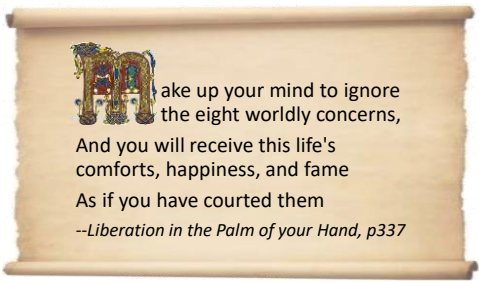 Make up your mind to ignore
the eight worldly concerns,
And you will receive this life's
comforts, happiness, and fame
As if you have courted them
--Liberation in the Palm of your Hand, p337